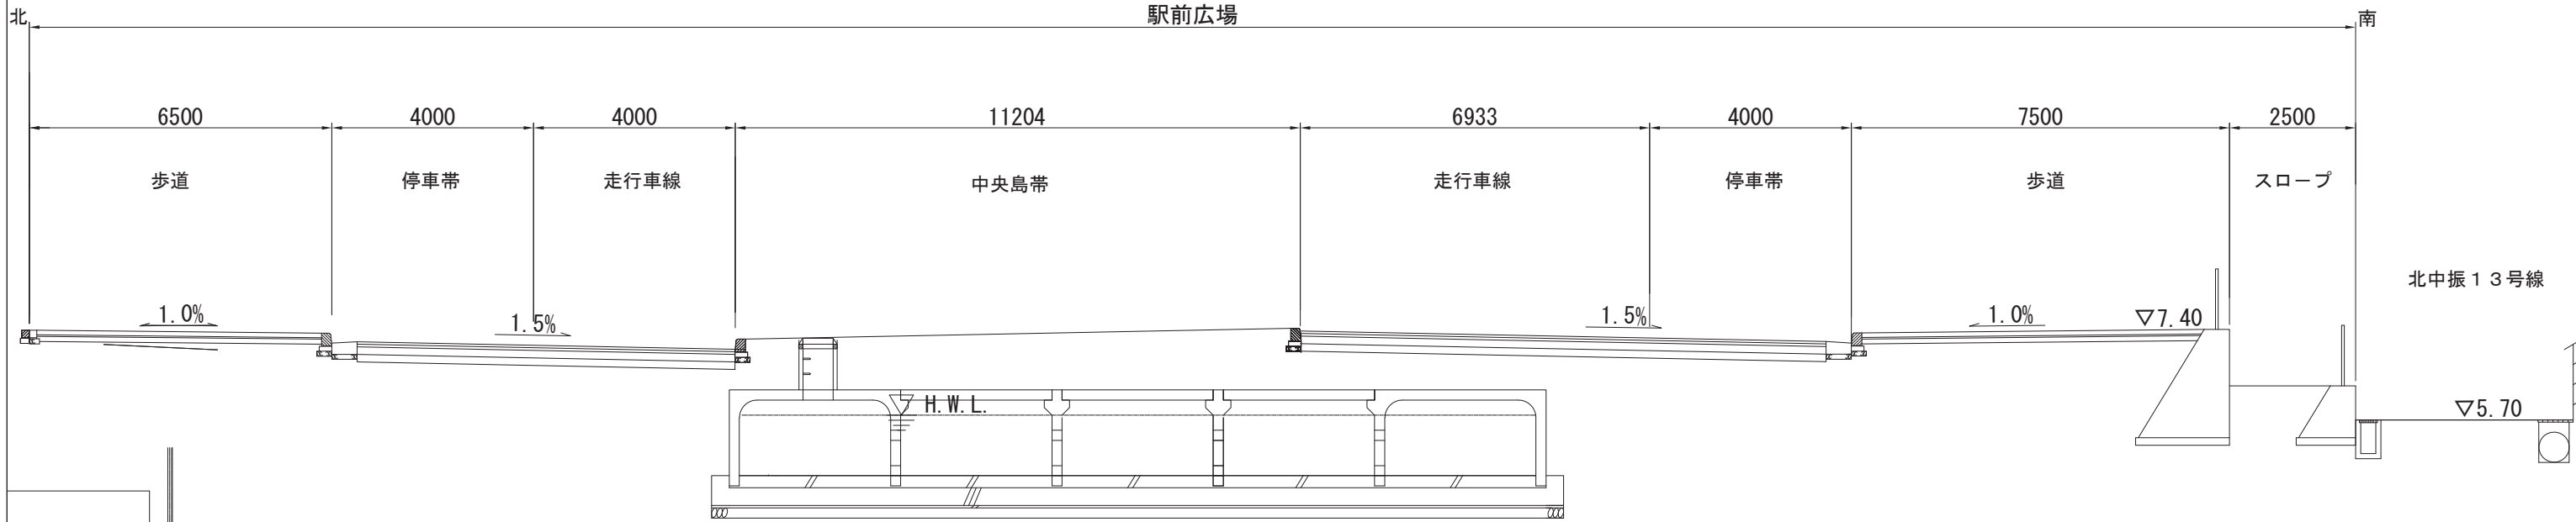 北
駅前広場
南
6500
4000
4000
11204
6933
4000
7500
2500
歩道
停車帯
走行車線
中央島帯
走行車線
停車帯
歩道
スロープ
北中振１３号線
1.0%
1.5%
1.5%
1.0%
▽7.40
H.W.L.
▽5.70